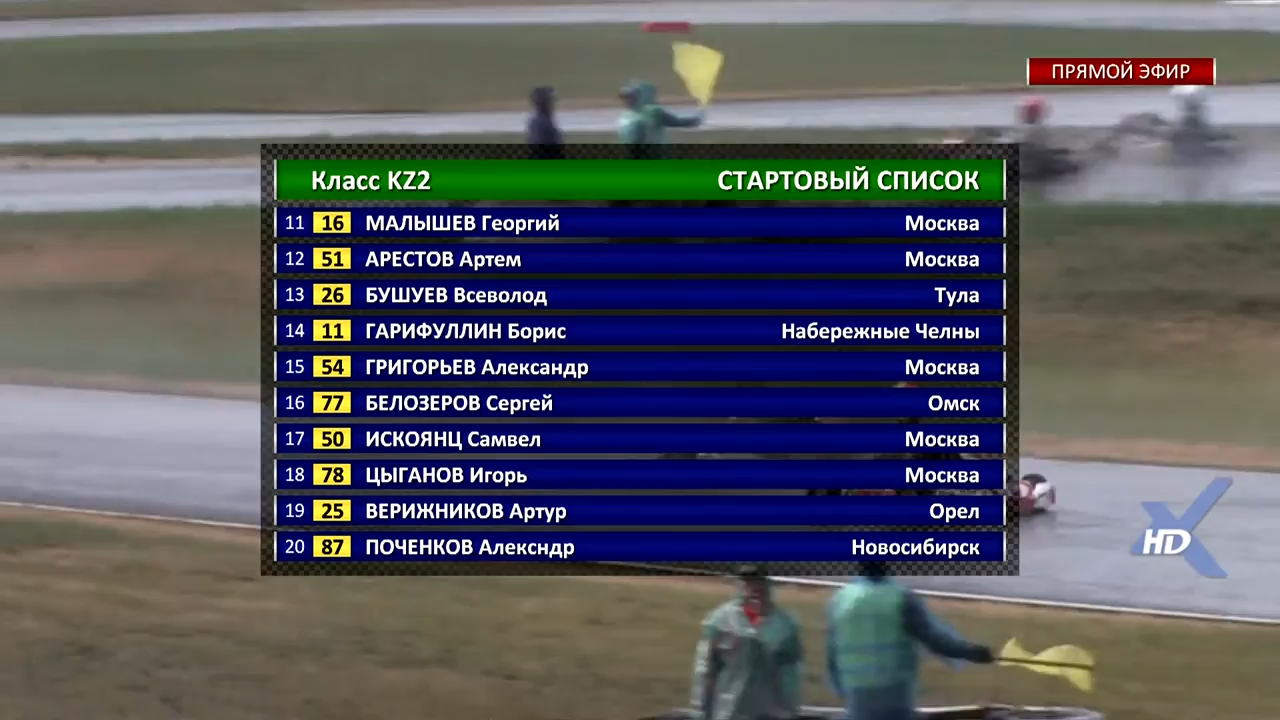 ПРЯМОЙ ЭФИР
Класс KZ2 СТАРТОВЫЙ СПИСОК
11 16 МАЛЫШЕВ Георгий Москва
12 51 АРЕСТОВ Артем Москва
13 26 БУШУЕВ Всеволод Тула
14 11 ГАРИФУЛЛИН Борис Набережные Челны
15 54 ГРИГОРЬЕВ Александр Москва
16 77 БЕЛОЗЕРОВ Сергей Омск
17 50 ИСКОЯНЦ Самвел Москва
18 78 ЦЫГАНОВ Игорь Москва
19 25 ВЕРИЖНИКОВ Артур Орел
20 87 ПОЧЕНКОВ Алексндр Новосибирск
X HD